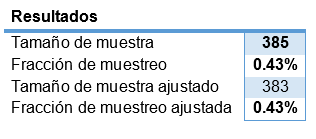 Resultados
Tamaño de muestra 385
Fracción de muestreo 0.43%
Tamaño de muestra ajustado 383
Fracción de muestreo ajustada 0.43%